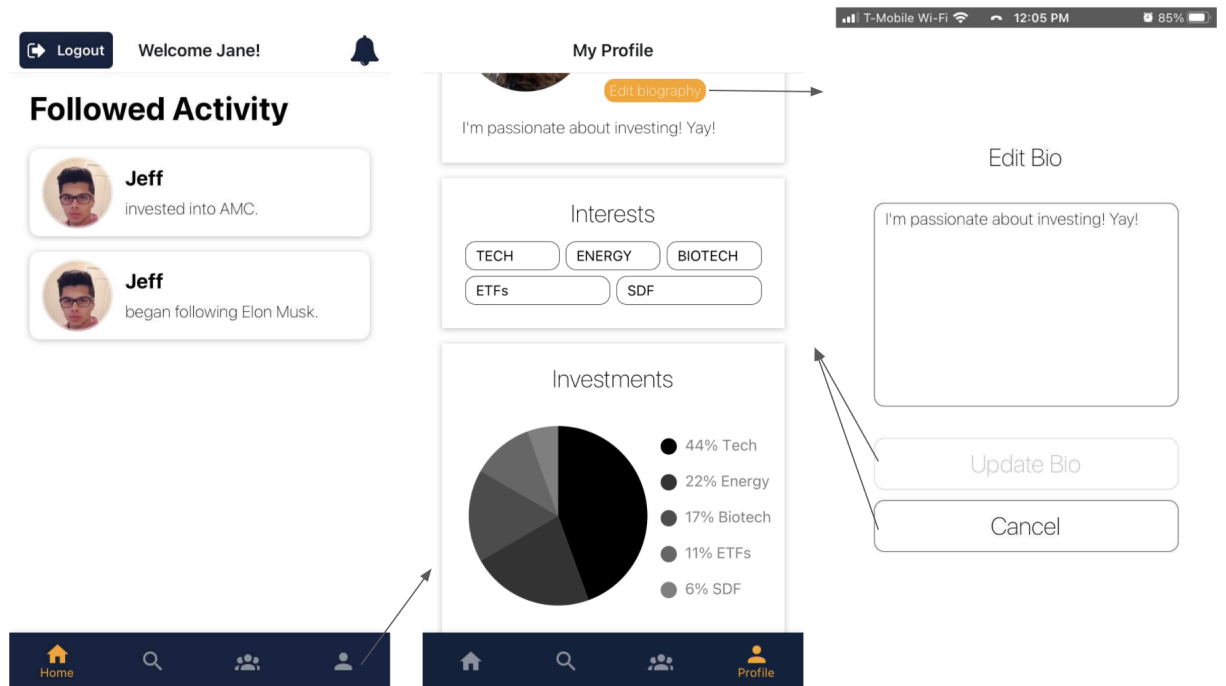 Logout
Welcome Jane!
Followed Activity
Jeff
invested into AMC.
Jeff
began following Elon Musk.
Home
My Profile
Edit biography
I'm passionate about investing! Yay!
Interests
TECH
ENERGY
BIOTECH
ETFs
SDF
Investments
44% Tech
22% Energy
17% Biotech
11% ETFs
6% SDF
Profile
T-Mobile Wi-Fi 12:05 PM 85%
Edit Bio
I'm passionate about investing! Yay!
Update Bio
Cancel